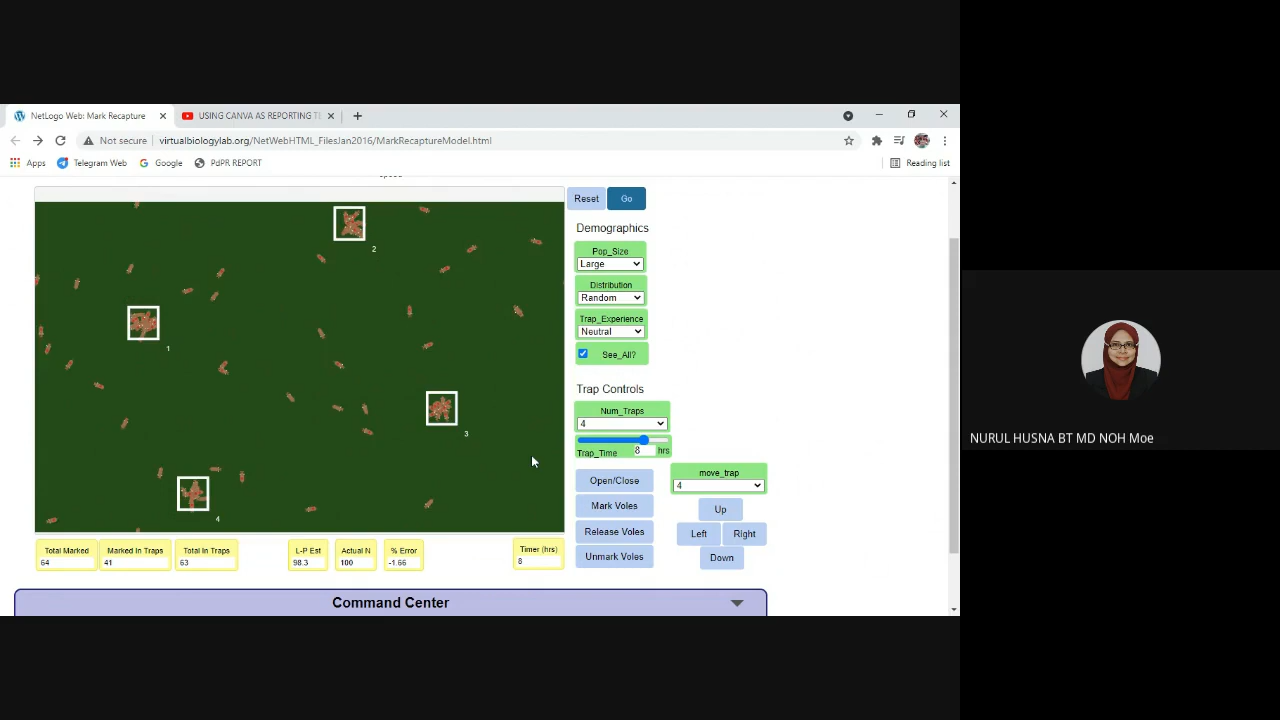 NetLogo Web: Mark Recapture
USING CANVA AS REPORTING T
Not secure
virtualbiologylab.org/NetWebHTML_FilesJan2016/MarkRecaptureModel.html
Apps
Telegram Web
Google
PdPR REPORT
Reading list
Reset
Go
Demographics
Pop_Size
Large
Distribution
Random
Trap_Experience
Neutral
See_All?
Trap Controls
Num_Traps
4
Trap_Time
8
hrs
Open/Close
Mark Voles
Release Voles
Unmark Voles
move_trap
4
Up
Left
Right
Down
2
1
3
4
Total Marked
64
Marked In Traps
41
Total In Traps
63
L-P Est
98.3
Actual N
100
% Error
-1.66
Timer (hrs)
8
Command Center
NURUL HUSNA BT MD NOH Moe